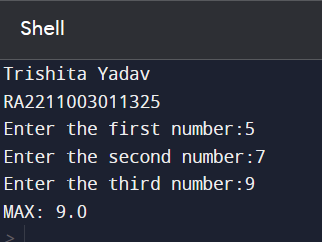 Shell
Trishita Yadav
RA2211003011325
Enter the first number:5
Enter the second number:7
Enter the third number:9
MAX: 9.0
>